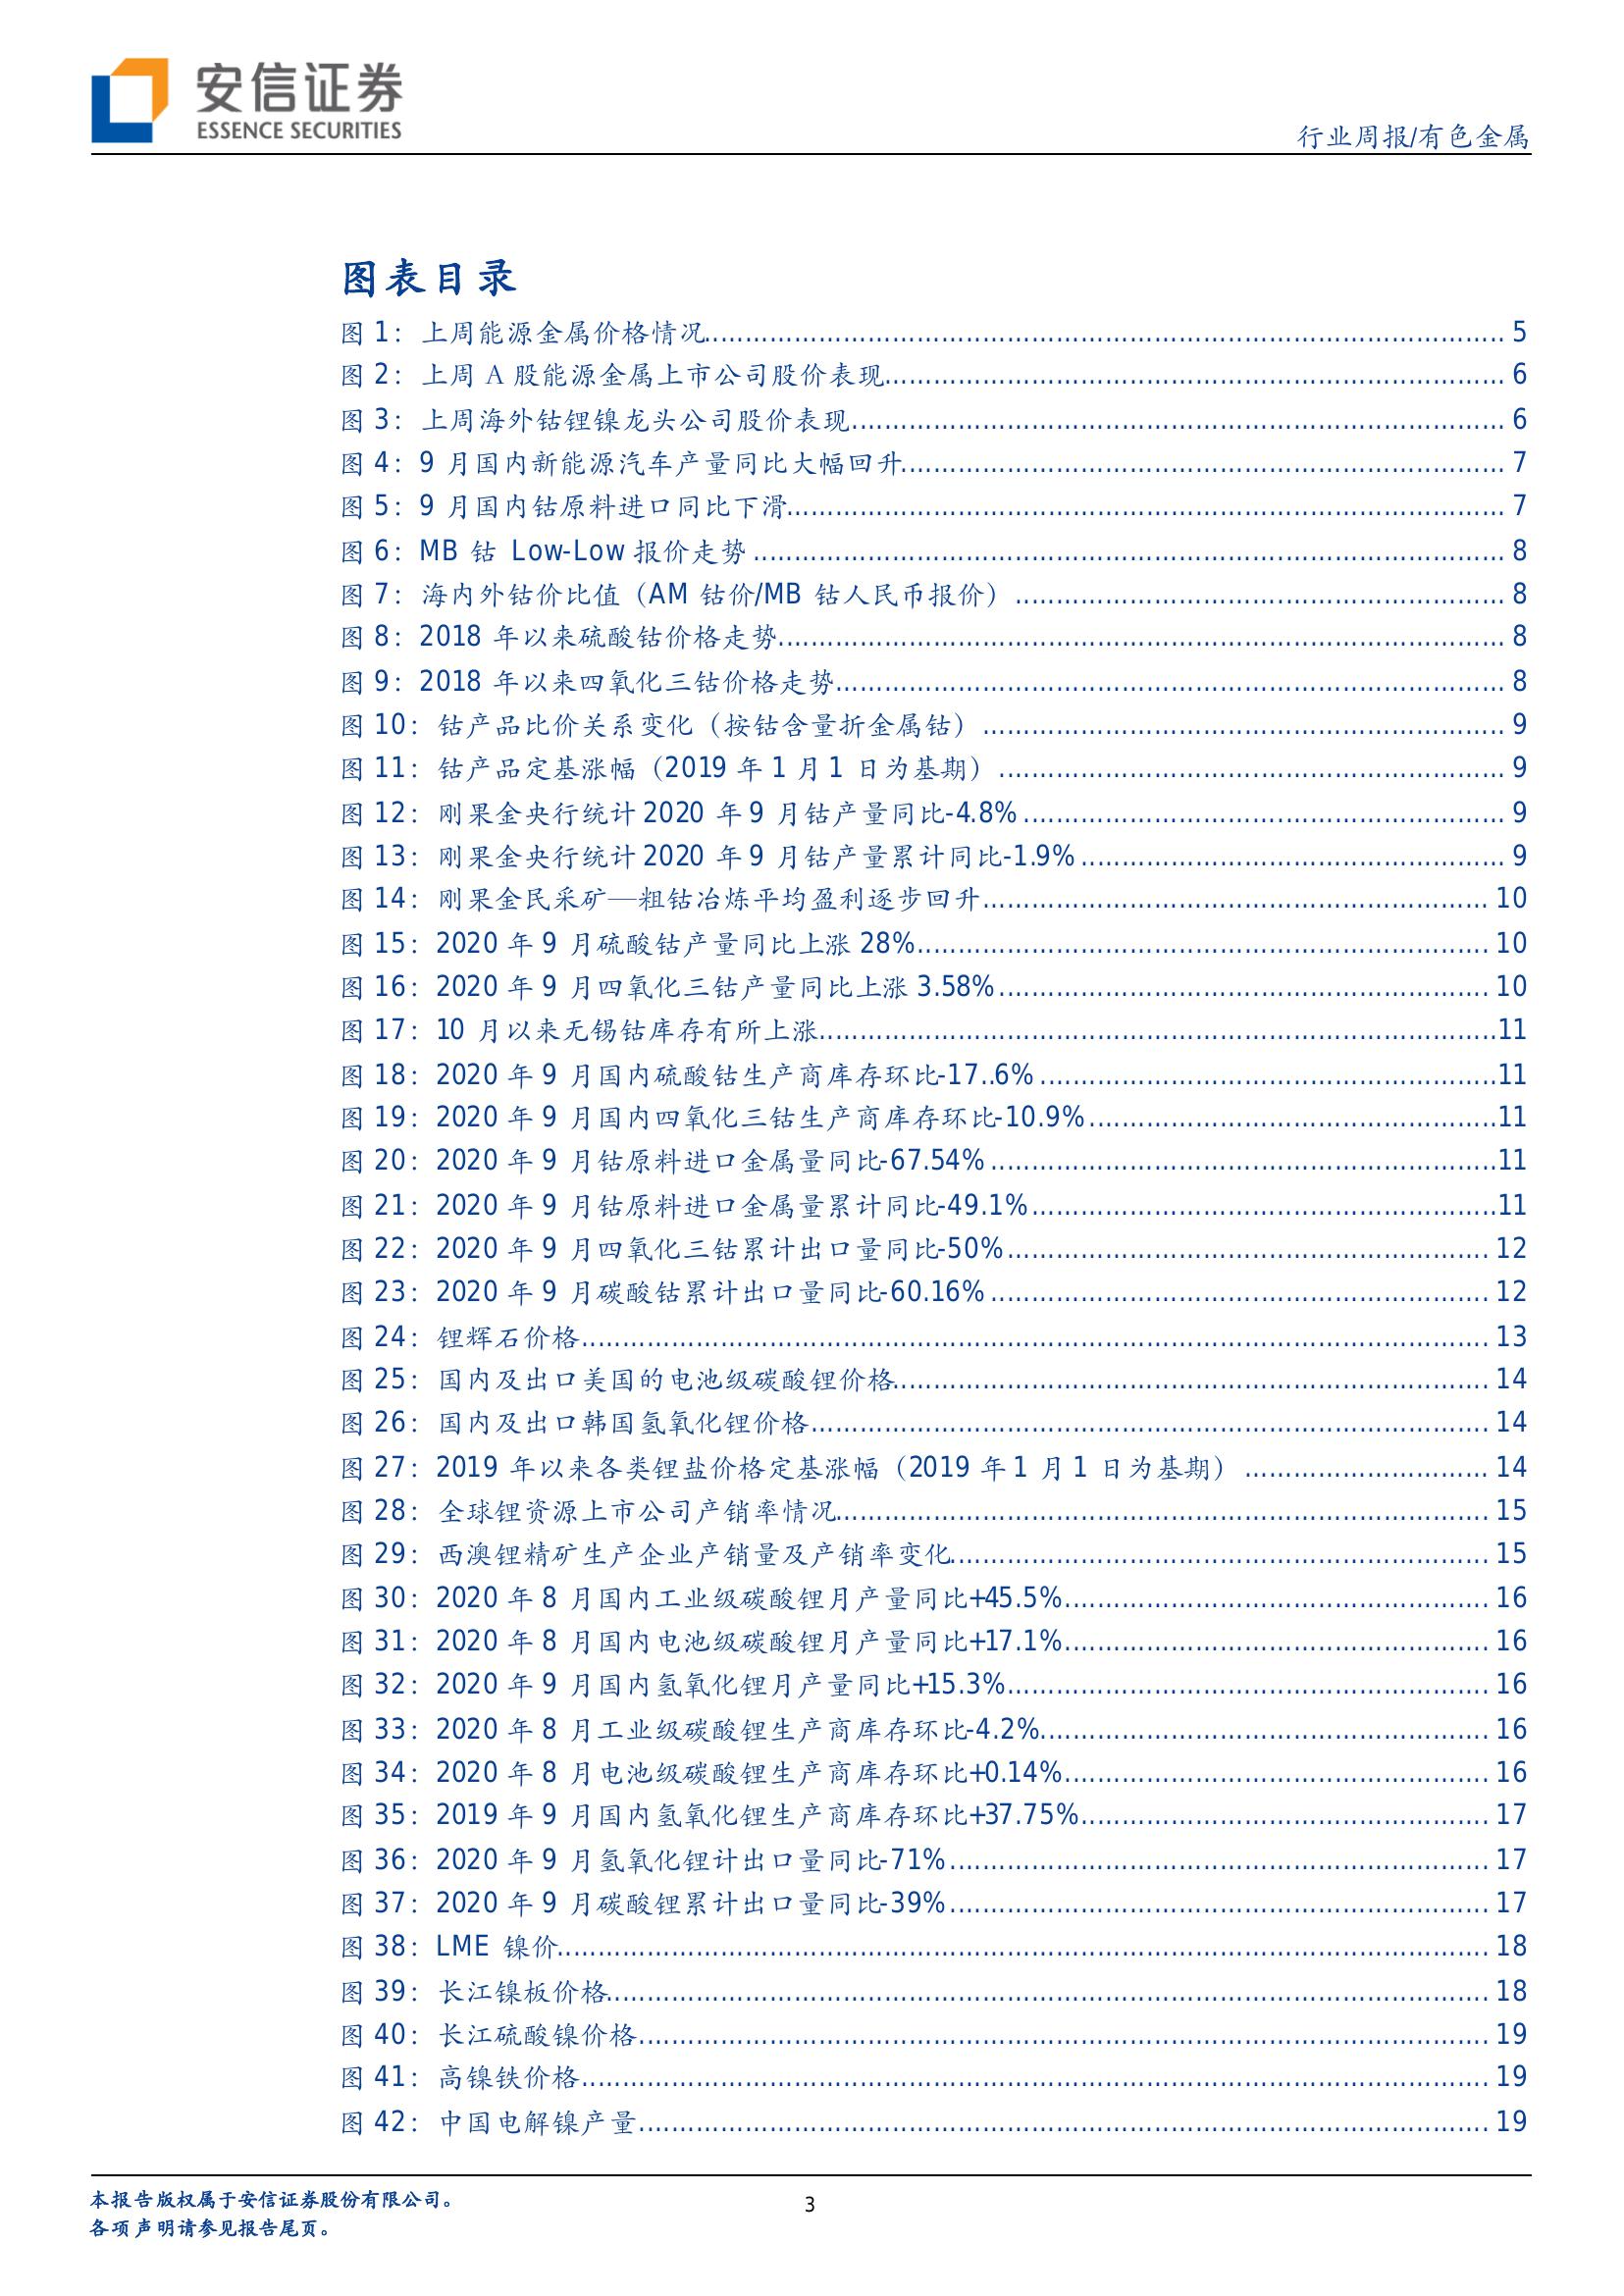 安信证券
ESSENCE SECURITIES
行业周报/有色金属
图表目录
图 1：上周能源金属价格情况 5
图 2：上周 A 股能源金属上市公司股价表现 6
图 3：上周海外钴锂镍龙头公司股价表现 6
图 4：9 月国内新能源汽车产量同比大幅回升 7
图 5：9 月国内钴原料进口同比下滑 7
图 6：MB 钴 Low-Low 报价走势 8
图 7：海内外钴价比值（AM 钴价/MB 钴人民币报价） 8
图 8：2018 年以来硫酸钴价格走势 8
图 9：2018 年以来四氧化三钴价格走势 8
图 10：钴产品比价关系变化（按钴含量折金属钴） 9
图 11：钴产品定基涨幅（2019 年 1 月 1 日为基期） 9
图 12：刚果金央行统计 2020 年 9 月钴产量同比-4.8% 9
图 13：刚果金央行统计 2020 年 9 月钴产量累计同比-1.9% 9
图 14：刚果金民采矿—粗钴冶炼平均盈利逐步回升 10
图 15：2020 年 9 月硫酸钴产量同比上涨 28% 10
图 16：2020 年 9 月四氧化三钴产量同比上涨 3.58% 10
图 17：10 月以来无锡钴库存有所上涨 11
图 18：2020 年 9 月国内硫酸钴生产商库存环比-17..6% 11
图 19：2020 年 9 月国内四氧化三钴生产商库存环比-10.9% 11
图 20：2020 年 9 月钴原料进口金属量同比-67.54% 11
图 21：2020 年 9 月钴原料进口金属量累计同比-49.1% 11
图 22：2020 年 9 月四氧化三钴累计出口量同比-50% 12
图 23：2020 年 9 月碳酸钴累计出口量同比-60.16% 12
图 24：锂辉石价格 13
图 25：国内及出口美国的电池级碳酸锂价格 14
图 26：国内及出口韩国氢氧化锂价格 14
图 27：2019 年以来各类锂盐价格定基涨幅（2019 年 1 月 1 日为基期） 14
图 28：全球锂资源上市公司产销率情况 15
图 29：西澳锂精矿生产企业产销量及产销率变化 15
图 30：2020 年 8 月国内工业级碳酸锂月产量同比+45.5% 16
图 31：2020 年 8 月国内电池级碳酸锂月产量同比+17.1% 16
图 32：2020 年 9 月国内氢氧化锂月产量同比+15.3% 16
图 33：2020 年 8 月工业级碳酸锂生产商库存环比-4.2% 16
图 34：2020 年 8 月电池级碳酸锂生产商库存环比+0.14% 16
图 35：2019 年 9 月国内氢氧化锂生产商库存环比+37.75% 17
图 36：2020 年 9 月氢氧化锂计出口量同比-71% 17
图 37：2020 年 9 月碳酸锂累计出口量同比-39% 17
图 38：LME 镍价 18
图 39：长江镍板价格 18
图 40：长江硫酸镍价格 19
图 41：高镍铁价格 19
图 42：中国电解镍产量 19
本报告版权属于安信证券股份有限公司。
各项声明请参见报告尾页。
3